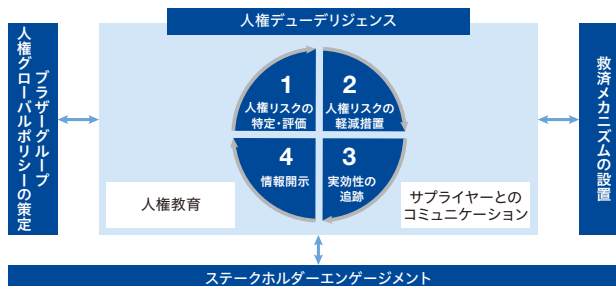 人権デューデリジェンス
ブラザーグループ
人権グローバルポリシーの策定
1
人権リスクの
特定・評価
2
人権リスクの
軽減措置
4
情報開示
3
実効性の
追跡
人権教育
サプライヤーとの
コミュニケーション
救済メカニズムの設置
ステークホルダーエンゲージメント